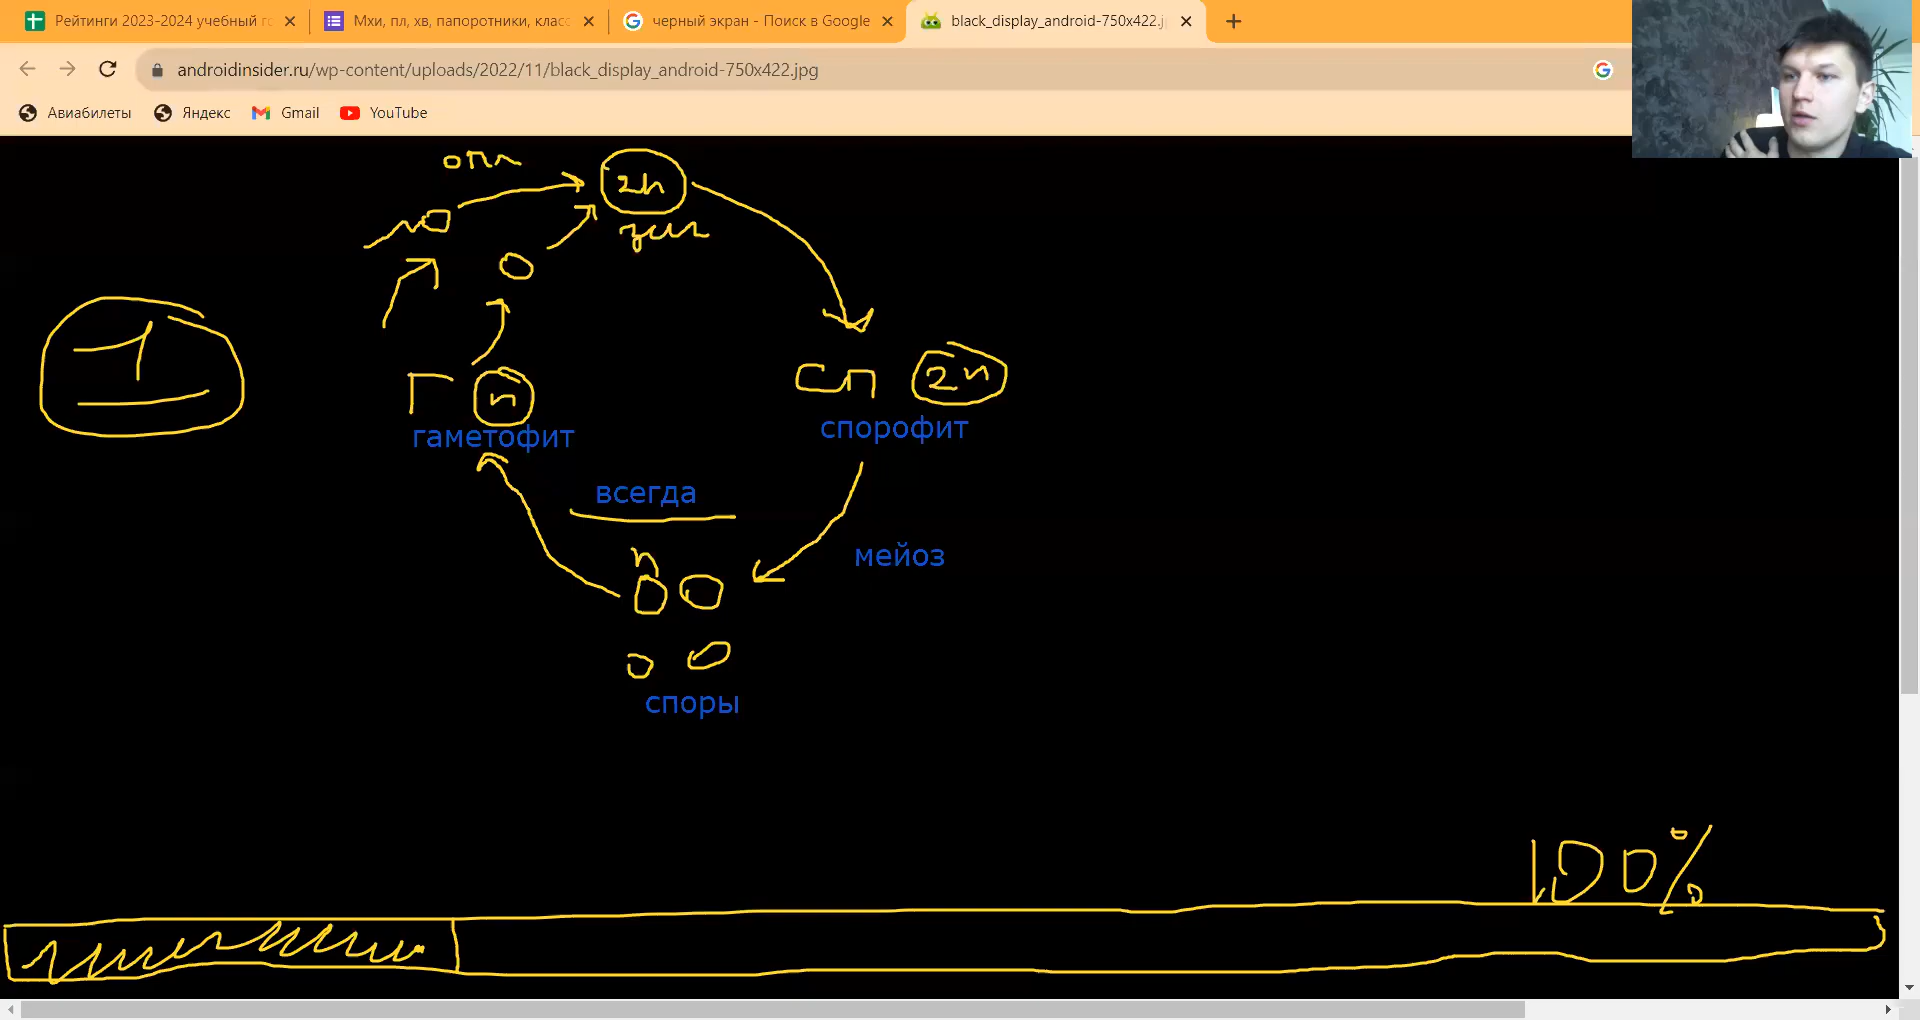 Рейтинги 2023-2024 учебный го
Мхи, пл, хв, папоротники, класс
черный экран - Поиск в Google
black_display_android-750x422.j
androidinsider.ru/wp-content/uploads/2022/11/black_display_android-750x422.jpg
Авиабилеты
Яндекс
Gmail
YouTube
опл
2n
зиг
1
Г n
сп 2n
гаметофит
спорофит
всегда
n
мейоз
споры
100%